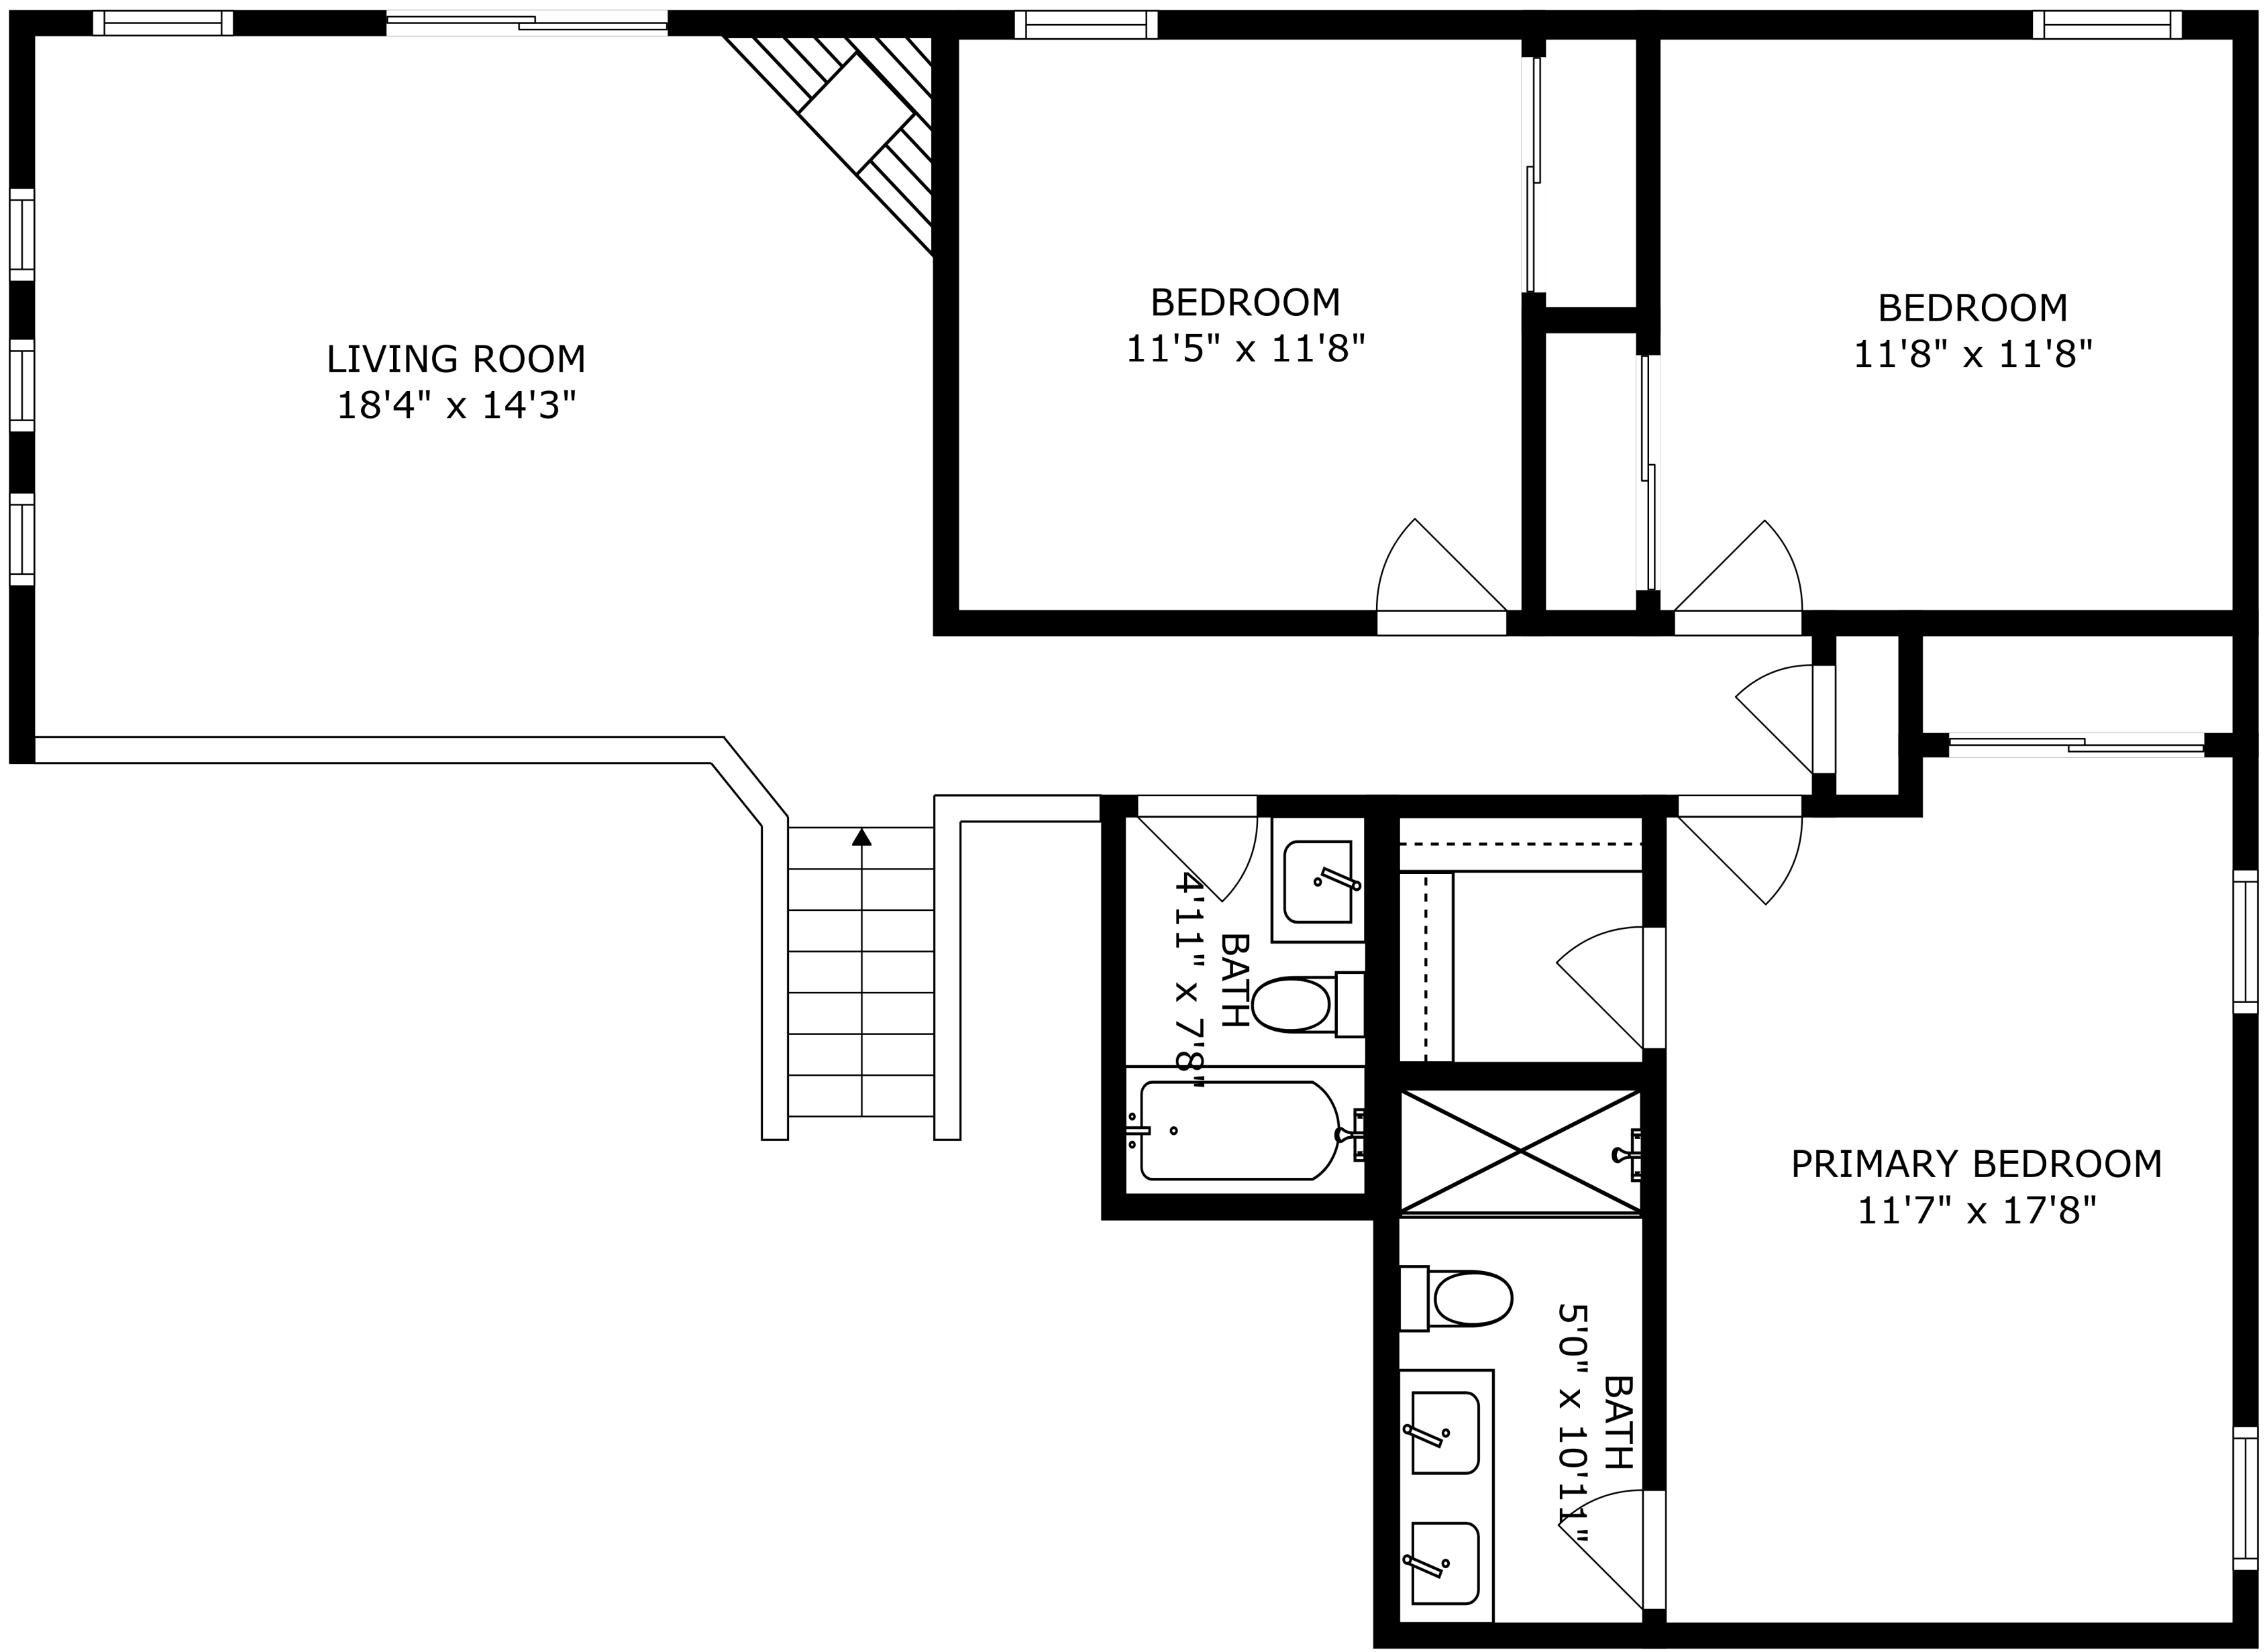 LIVING ROOM
18'4" x 14'3"
BEDROOM
11'5" x 11'8"
BEDROOM
11'8" x 11'8"
BATH
4'11" x 7'8"
PRIMARY BEDROOM
11'7" x 17'8"
BATH
5'0" x 10'11"